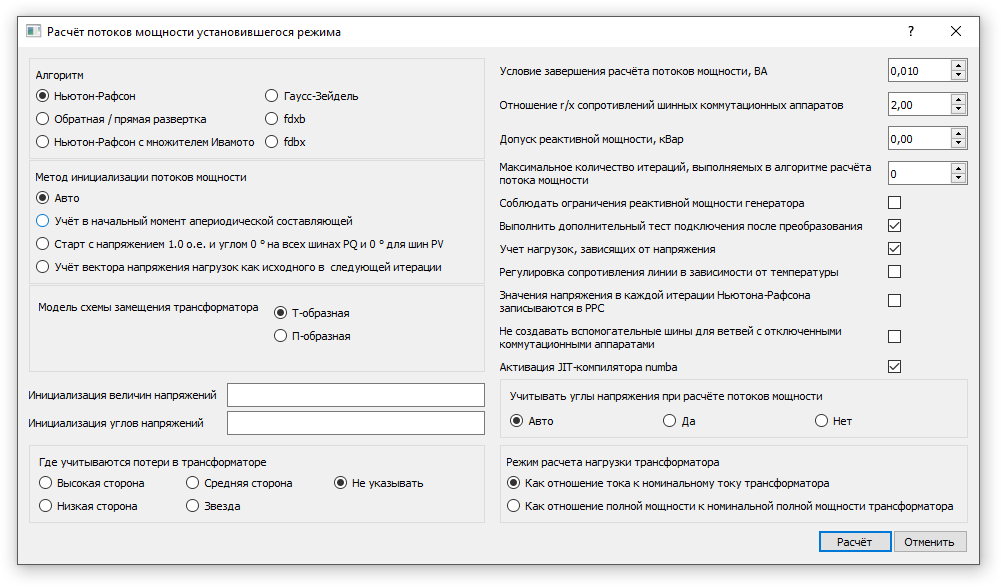 Расчёт потоков мощности установившегося режима
?
Алгоритм
Ньютон-Рафсон
Гаусс-Зейдель
Обратная / прямая развертка
fdxb
Ньютон-Рафсон с множителем Ивамото
fdbx
Метод инициализации потоков мощности
Авто
Учёт в начальный момент апериодической составляющей
Старт с напряжением 1.0 о.е. и углом 0 ° на всех шинах PQ и 0 ° для шин PV
Учёт вектора напряжения нагрузок как исходного в следующей итерации
Модель схемы замещения трансформатора
Т-образная
П-образная
Инициализация величин напряжений
Инициализация углов напряжений
Где учитываются потери в трансформаторе
Высокая сторона
Средняя сторона
Не указывать
Низкая сторона
Звезда
Условие завершения расчёта потоков мощности, ВА
0,010
Отношение r/x сопротивлений шинных коммутационных аппаратов
2,00
Допуск реактивной мощности, кВар
0,00
Максимальное количество итераций, выполняемых в алгоритме расчёта
потока мощности
0
Соблюдать ограничения реактивной мощности генератора
Выполнить дополнительный тест подключения после преобразования
Учет нагрузок, зависящих от напряжения
Регулировка сопротивления линии в зависимости от температуры
Значения напряжения в каждой итерации Ньютона-Рафсона
записываются в PPC
Не создавать вспомогательные шины для ветвей с отключенными
коммутационными аппаратами
Активация JIT-компилятора numba
Учитывать углы напряжения при расчёте потоков мощности
Авто
Да
Нет
Режим расчета нагрузки трансформатора
Как отношение тока к номинальному току трансформатора
Как отношение полной мощности к номинальной полной мощности трансформатора
Расчёт
Отменить